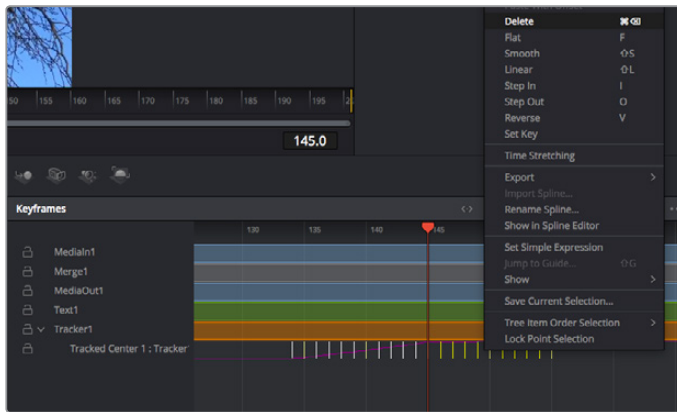 Delete ⌘⌫
Flat F
Smooth ⇧S
Linear ⇧L
Step In I
Step Out O
Reverse V
Set Key
Time Stretching
Export >
Import Spline...
Rename Spline...
Show in Spline Editor
Set Simple Expression
Jump to Guide... ⇧G
Show >
Save Current Selection...
Tree Item Order Selection >
Lock Point Selection
50 155 160 165 170 175 180 185 190 195
145.0
Keyframes
130 135 140 145
MediaIn1
Merge1
MediaOut1
Text1
Tracker1
Tracked Center 1 : Tracker